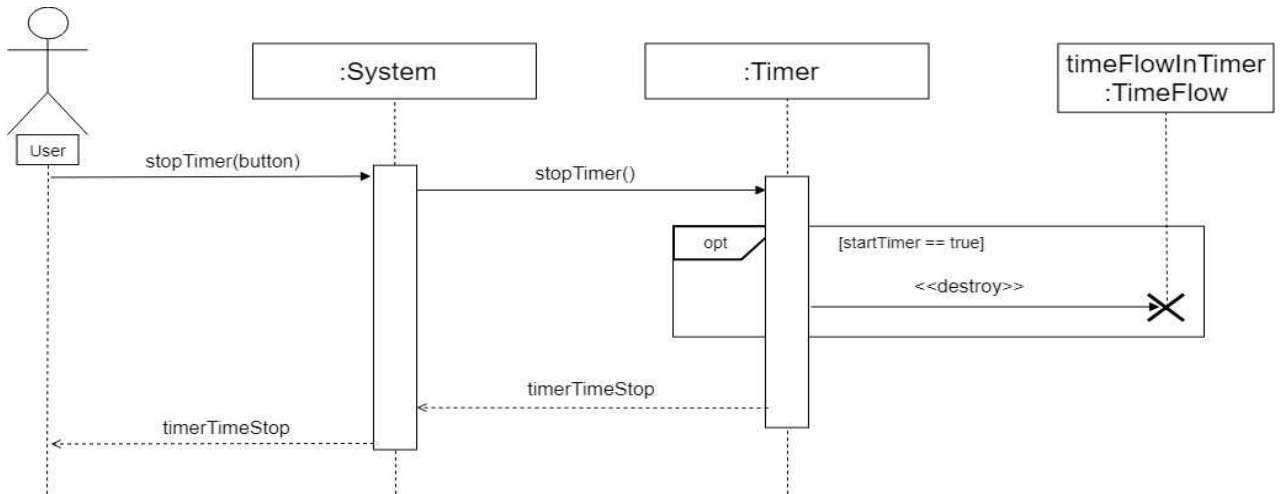 :System
:Timer
timeFlowInTimer
:TimeFlow
User
stopTimer(button)
stopTimer()
opt
[startTimer == true]
<<destroy>>
timerTimeStop
timerTimeStop